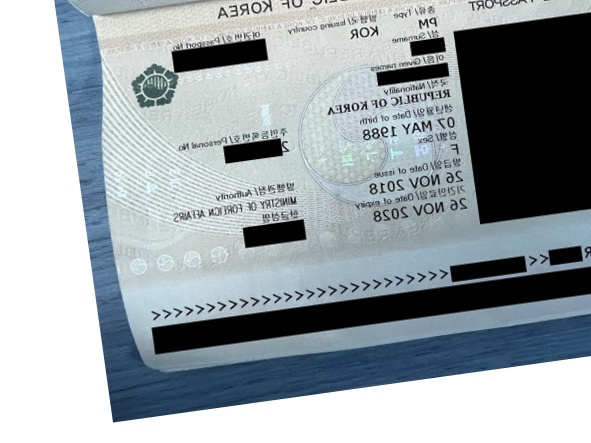 PASSPORT
REPUBLIC OF KOREA
종류/Type
발행국/Issuing country
여권번호/Passport No.
PM
KOR
성/Surname
이름/Given names
국적/Nationality
REPUBLIC OF KOREA
생년월일/Date of birth
주민등록번호/Personal No.
07 MAY 1988
2
성별/Sex
F
발급일/Date of issue
발행관청/Authority
26 NOV 2018
MINISTRY OF FOREIGN AFFAIRS
기간만료일/Date of expiry
한글성명
26 NOV 2028